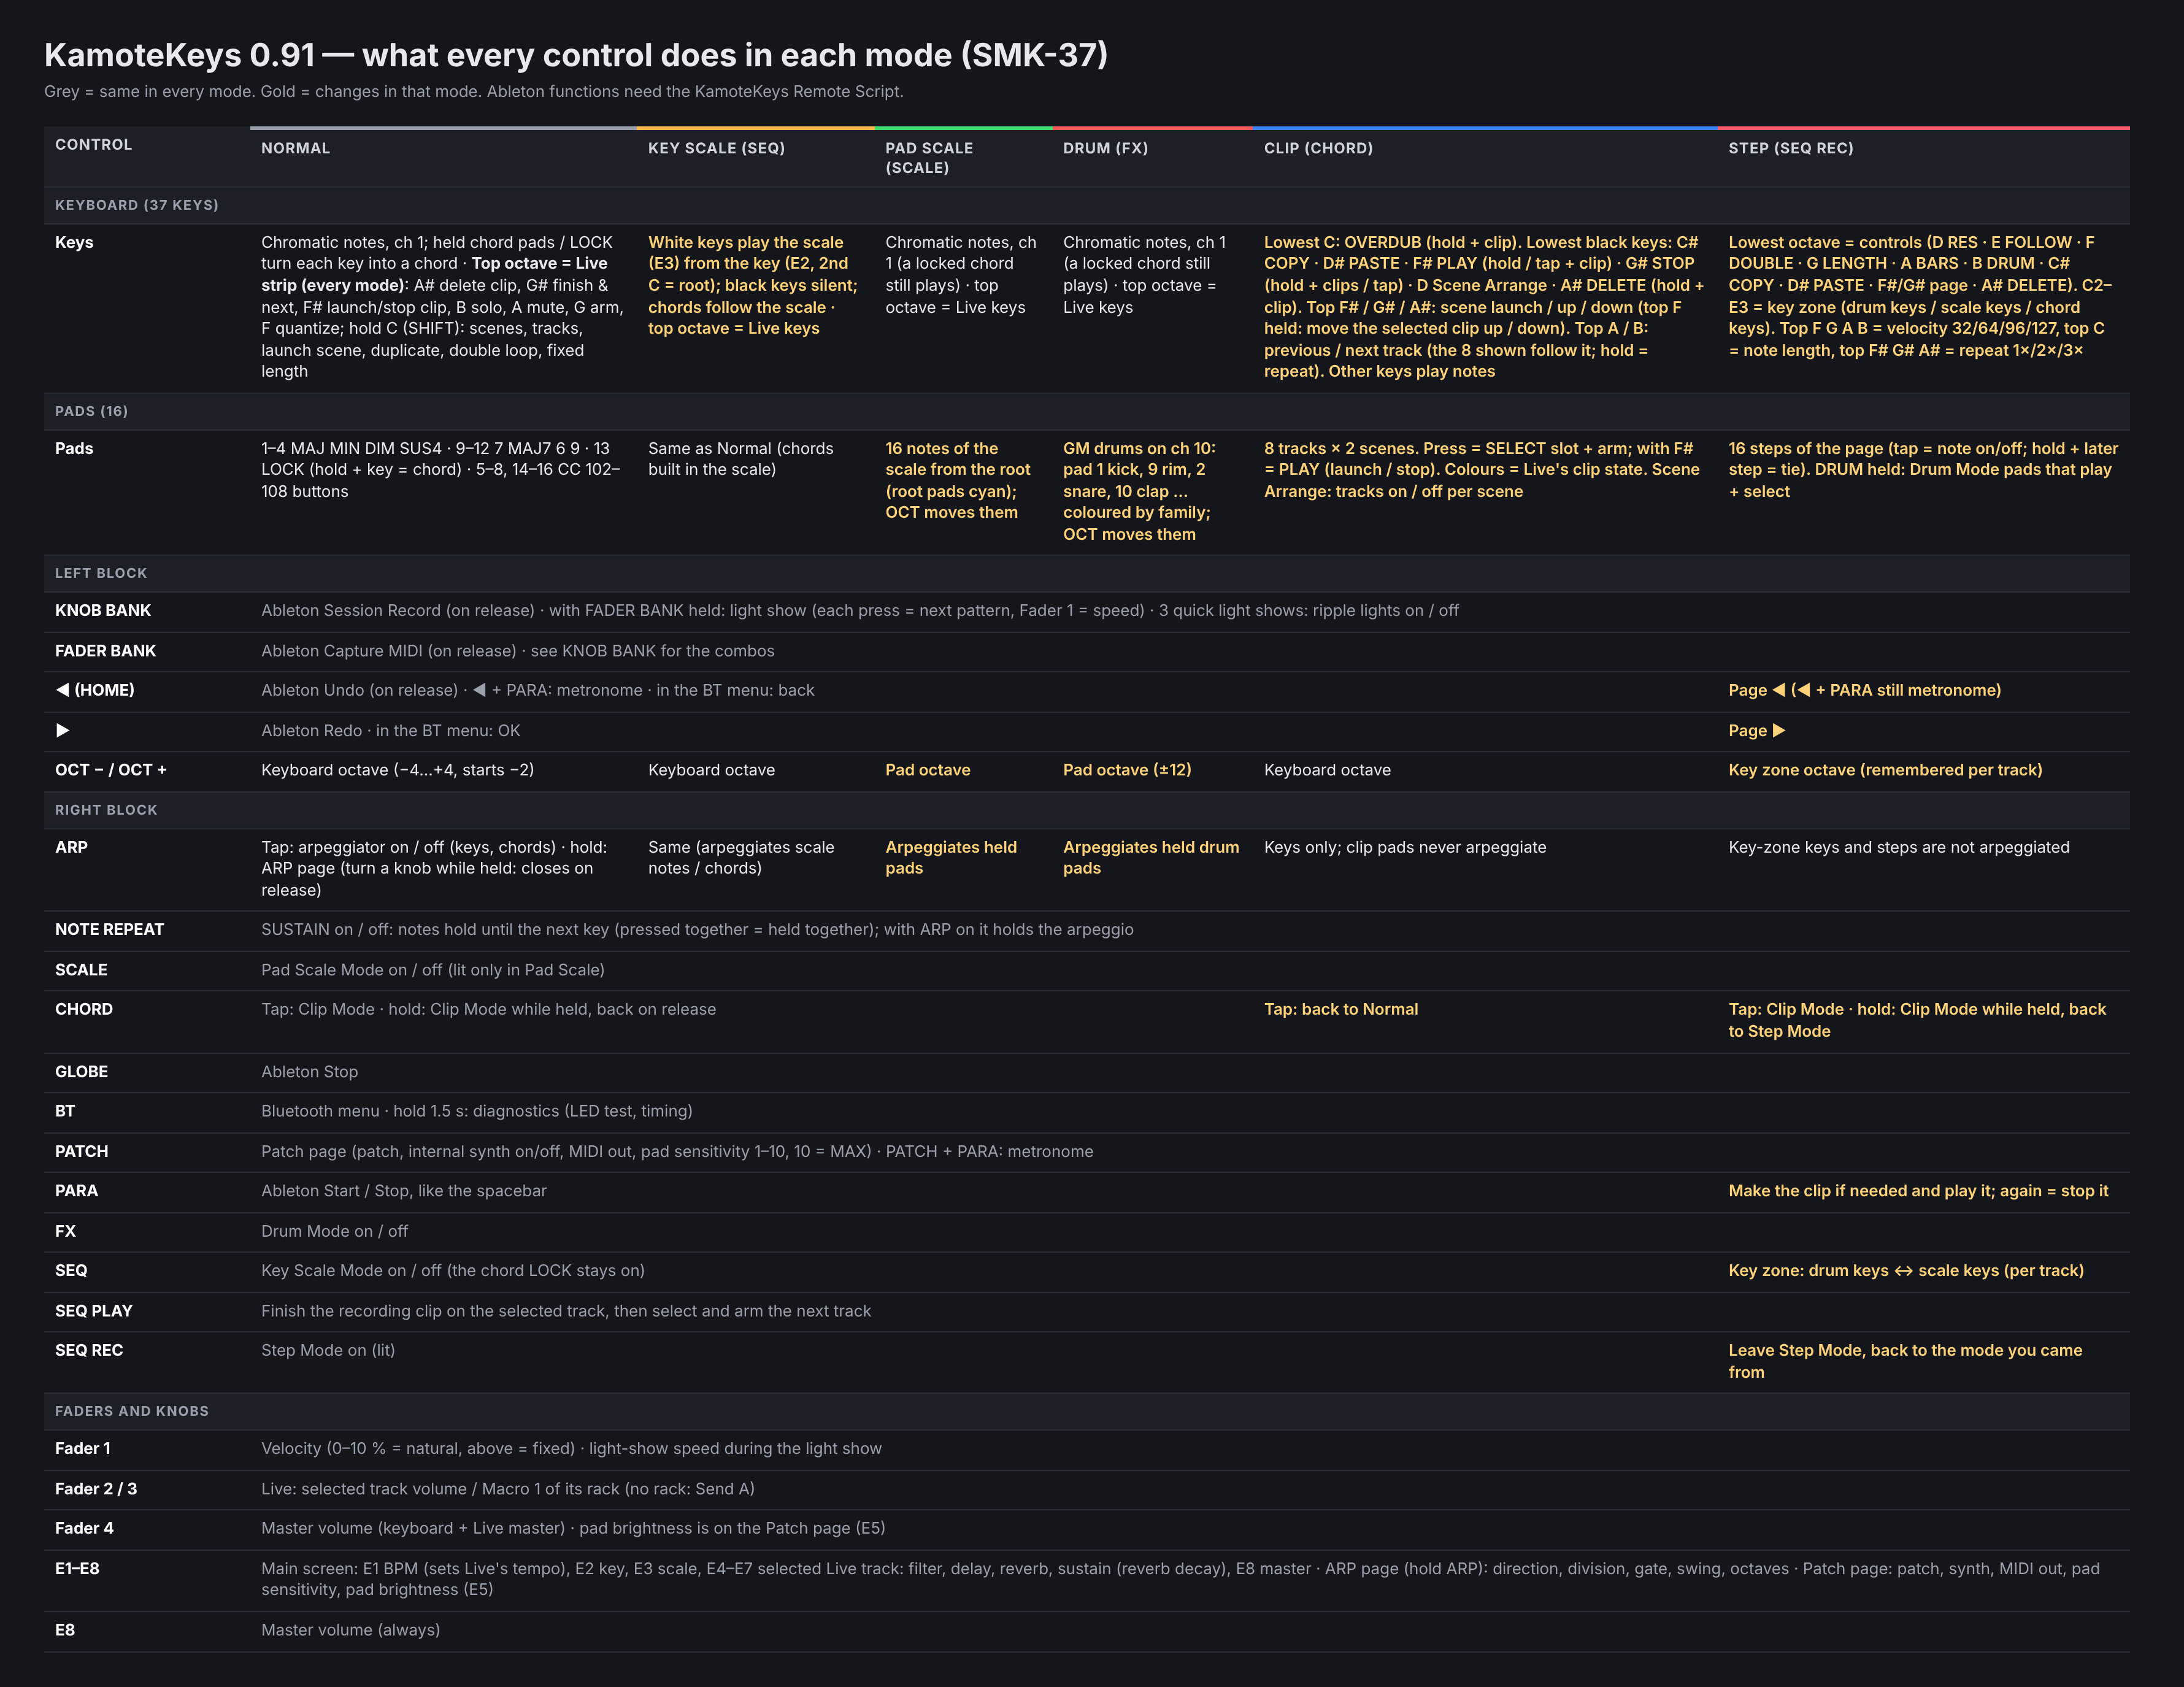 KamoteKeys 0.91 — what every control does in each mode (SMK-37)
Grey = same in every mode. Gold = changes in that mode. Ableton functions need the KamoteKeys Remote Script.
CONTROL
NORMAL
KEY SCALE (SEQ)
PAD SCALE
(SCALE)
DRUM (FX)
CLIP (CHORD)
STEP (SEQ REC)
KEYBOARD (37 KEYS)
Keys
Chromatic notes, ch 1; held chord pads / LOCK
turn each key into a chord · Top octave = Live
strip (every mode): A# delete clip, G# finish &
next, F# launch/stop clip, B solo, A mute, G arm,
F quantize; hold C (SHIFT): scenes, tracks,
launch scene, duplicate, double loop, fixed
length
White keys play the scale
(E3) from the key (E2, 2nd
C = root); black keys silent;
chords follow the scale ·
top octave = Live keys
Chromatic notes, ch
1 (a locked chord
still plays) · top
octave = Live keys
Chromatic notes, ch 1
(a locked chord still
plays) · top octave =
Live keys
Lowest C: OVERDUB (hold + clip). Lowest black keys: C#
COPY · D# PASTE · F# PLAY (hold / tap + clip) · G# STOP
(hold + clips / tap) · D Scene Arrange · A# DELETE (hold +
clip). Top F# / G# / A#: scene launch / up / down (top F
held: move the selected clip up / down). Top A / B:
previous / next track (the 8 shown follow it; hold =
repeat). Other keys play notes
Lowest octave = controls (D RES · E FOLLOW · F
DOUBLE · G LENGTH · A BARS · B DRUM · C#
COPY · D# PASTE · F#/G# page · A# DELETE). C2–
E3 = key zone (drum keys / scale keys / chord
keys). Top F G A B = velocity 32/64/96/127, top C
= note length, top F# G# A# = repeat 1×/2×/3×
PADS (16)
Pads
1–4 MAJ MIN DIM SUS4 · 9–12 7 MAJ7 6 9 · 13
LOCK (hold + key = chord) · 5–8, 14–16 CC 102–
108 buttons
Same as Normal (chords
built in the scale)
16 notes of the
scale from the root
(root pads cyan);
OCT moves them
GM drums on ch 10:
pad 1 kick, 9 rim, 2
snare, 10 clap …
coloured by family;
OCT moves them
8 tracks × 2 scenes. Press = SELECT slot + arm; with F#
= PLAY (launch / stop). Colours = Live's clip state. Scene
Arrange: tracks on / off per scene
16 steps of the page (tap = note on/off; hold + later
step = tie). DRUM held: Drum Mode pads that play
+ select
LEFT BLOCK
KNOB BANK
Ableton Session Record (on release) · with FADER BANK held: light show (each press = next pattern, Fader 1 = speed) · 3 quick light shows: ripple lights on / off
FADER BANK
Ableton Capture MIDI (on release) · see KNOB BANK for the combos
◀ (HOME)
Ableton Undo (on release) · ◀ + PARA: metronome · in the BT menu: back
Page ◀ (◀ + PARA still metronome)
▶
Ableton Redo · in the BT menu: OK
Page ▶
OCT − / OCT +
Keyboard octave (−4…+4, starts −2)
Keyboard octave
Pad octave
Pad octave (±12)
Keyboard octave
Key zone octave (remembered per track)
RIGHT BLOCK
ARP
Tap: arpeggiator on / off (keys, chords) · hold:
ARP page (turn a knob while held: closes on
release)
Same (arpeggiates scale
notes / chords)
Arpeggiates held
pads
Arpeggiates held drum
pads
Keys only; clip pads never arpeggiate
Key-zone keys and steps are not arpeggiated
NOTE REPEAT
SUSTAIN on / off: notes hold until the next key (pressed together = held together); with ARP on it holds the arpeggio
SCALE
Pad Scale Mode on / off (lit only in Pad Scale)
CHORD
Tap: Clip Mode · hold: Clip Mode while held, back on release
Tap: back to Normal
Tap: Clip Mode · hold: Clip Mode while held, back
to Step Mode
GLOBE
Ableton Stop
BT
Bluetooth menu · hold 1.5 s: diagnostics (LED test, timing)
PATCH
Patch page (patch, internal synth on/off, MIDI out, pad sensitivity 1–10, 10 = MAX) · PATCH + PARA: metronome
PARA
Ableton Start / Stop, like the spacebar
Make the clip if needed and play it; again = stop it
FX
Drum Mode on / off
SEQ
Key Scale Mode on / off (the chord LOCK stays on)
Key zone: drum keys ↔ scale keys (per track)
SEQ PLAY
Finish the recording clip on the selected track, then select and arm the next track
SEQ REC
Step Mode on (lit)
Leave Step Mode, back to the mode you came
from
FADERS AND KNOBS
Fader 1
Velocity (0–10 % = natural, above = fixed) · light-show speed during the light show
Fader 2 / 3
Live: selected track volume / Macro 1 of its rack (no rack: Send A)
Fader 4
Master volume (keyboard + Live master) · pad brightness is on the Patch page (E5)
E1–E8
Main screen: E1 BPM (sets Live's tempo), E2 key, E3 scale, E4–E7 selected Live track: filter, delay, reverb, sustain (reverb decay), E8 master · ARP page (hold ARP): direction, division, gate, swing, octaves · Patch page: patch, synth, MIDI out, pad
sensitivity, pad brightness (E5)
E8
Master volume (always)